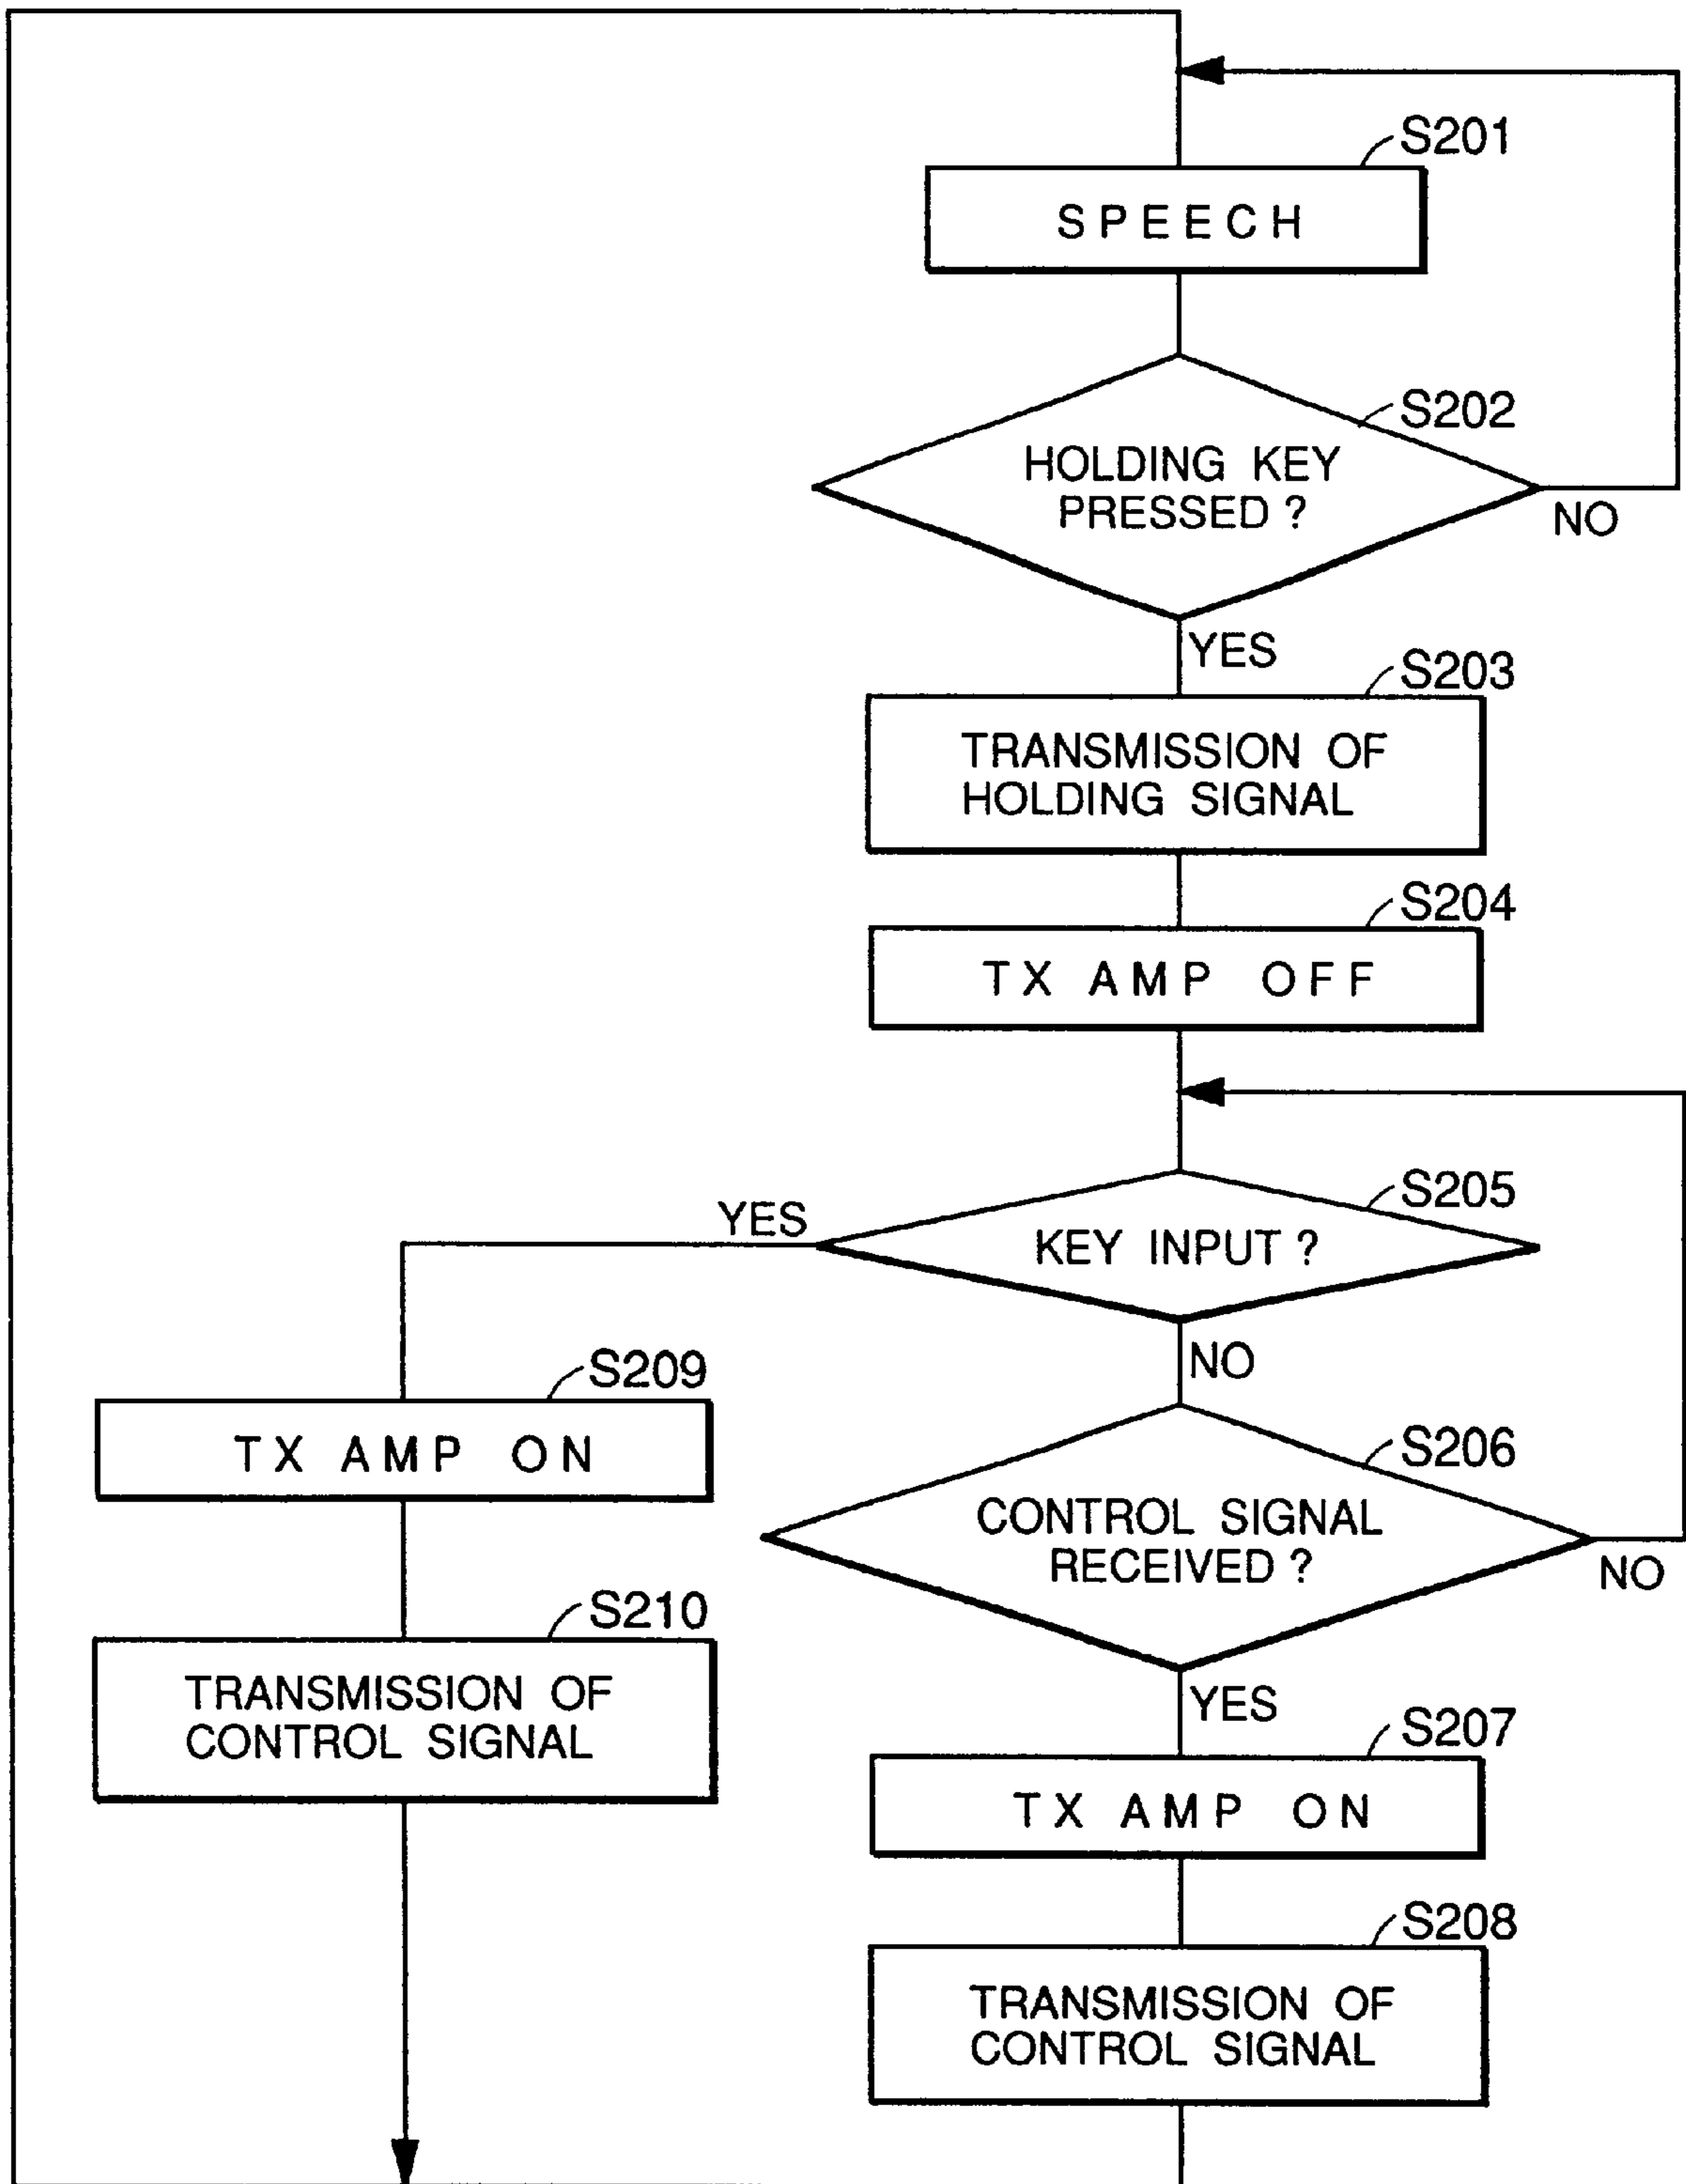 S201
SPEECH
S202
HOLDING KEY
PRESSED ?
NO
YES
S203
TRANSMISSION OF
HOLDING SIGNAL
S204
TX AMP OFF
S205
YES
KEY INPUT ?
NO
S209
TX AMP ON
S206
CONTROL SIGNAL
RECEIVED ?
NO
S210
TRANSMISSION OF
CONTROL SIGNAL
YES
S207
TX AMP ON
S208
TRANSMISSION OF
CONTROL SIGNAL